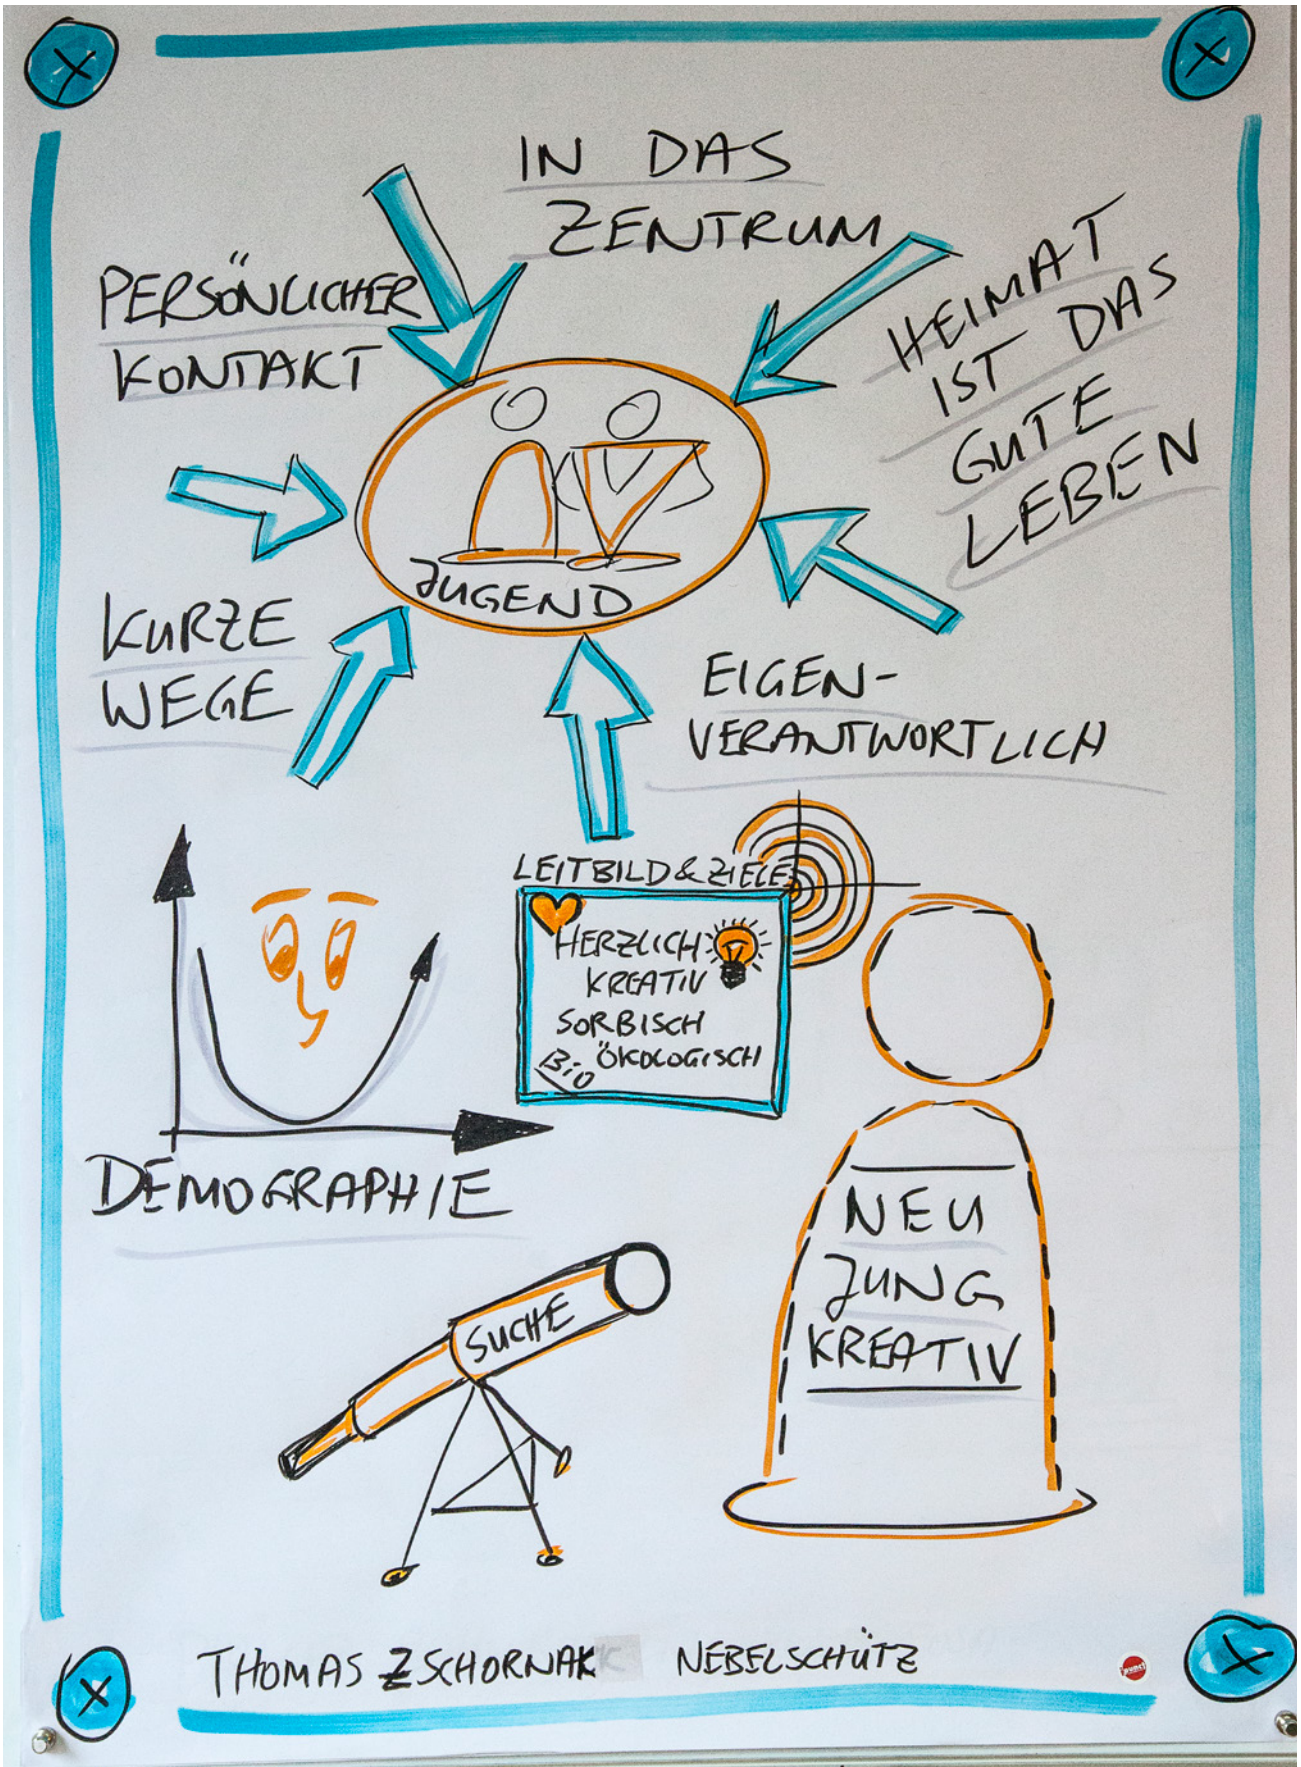 IN DAS
ZENTRUM
PERSÖNLICHER
KONTAKT
HEIMAT
IST DAS
GUTE
LEBEN
JUGEND
KURZE
WEGE
EIGEN-
VERANTWORTLICH
LEITBILD & ZIELE
HERZLICH
KREATIV
SORBISCH
ÖKOLOGISCH
Bio
DEMOGRAPHIE
NEU
JUNG
KREATIV
SUCHE
THOMAS ZSCHORNAK NEBELSCHÜTZ